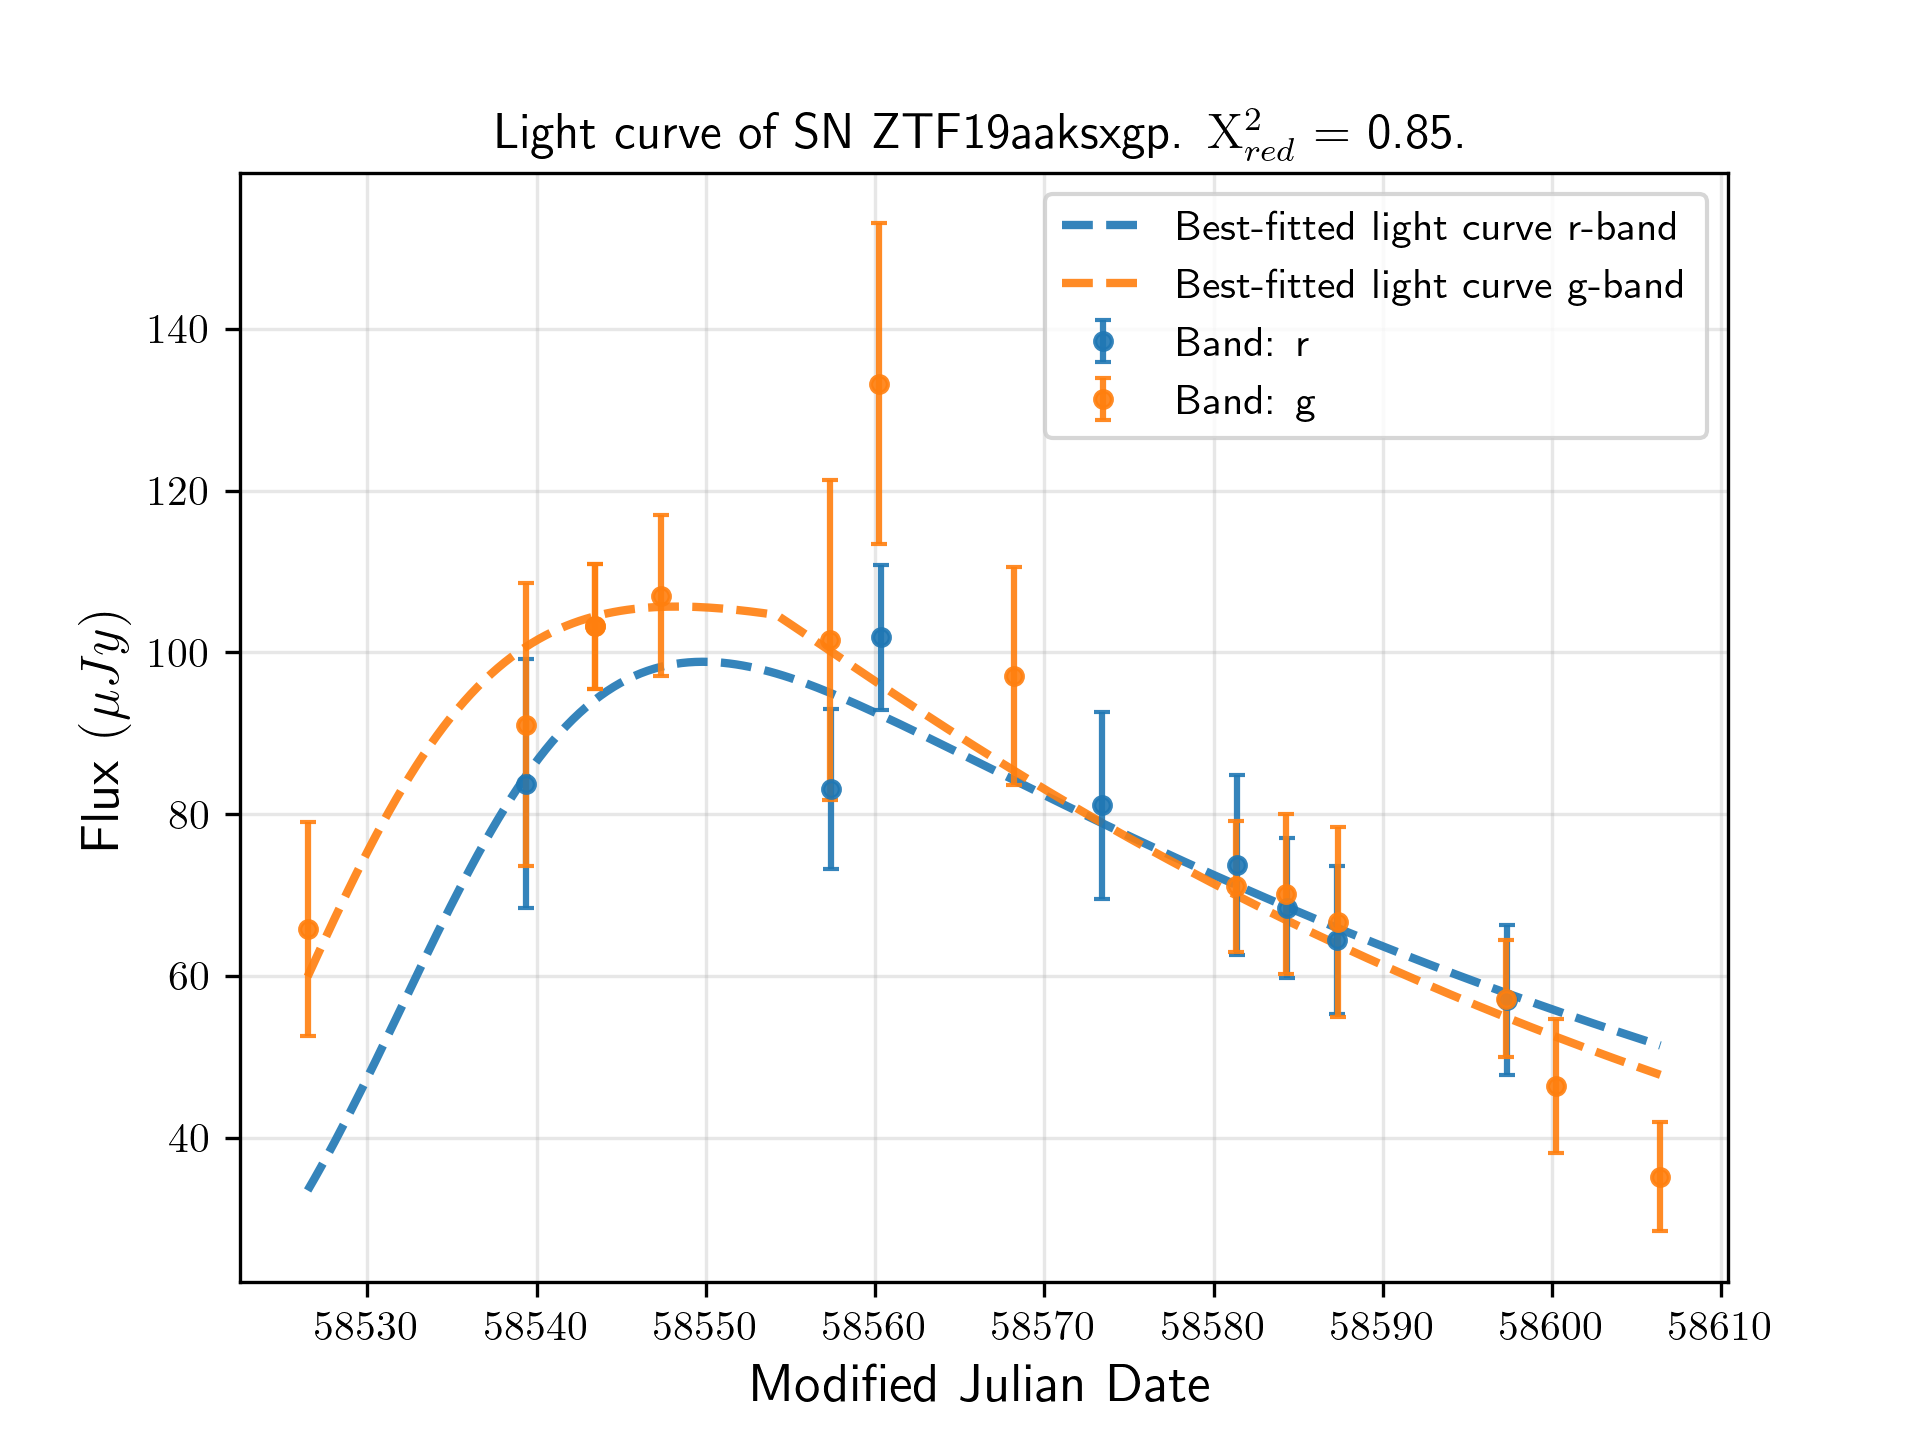 Light curve of SN ZTF19aaksxgp. X²_red = 0.85.
Best-fitted light curve r-band
Best-fitted light curve g-band
Band: r
Band: g
Flux (μJy)
140
120
100
80
60
40
58530 58540 58550 58560 58570 58580 58590 58600 58610
Modified Julian Date